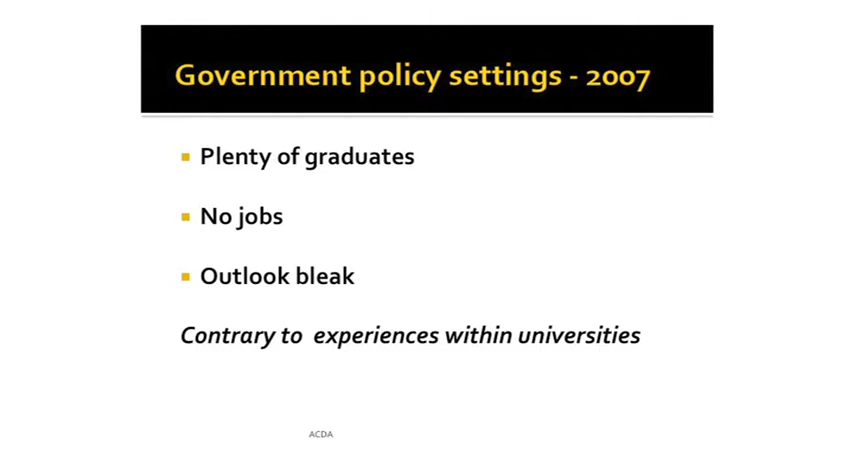 Government policy settings - 2007
Plenty of graduates
No jobs
Outlook bleak
Contrary to  experiences within universities
ACDA